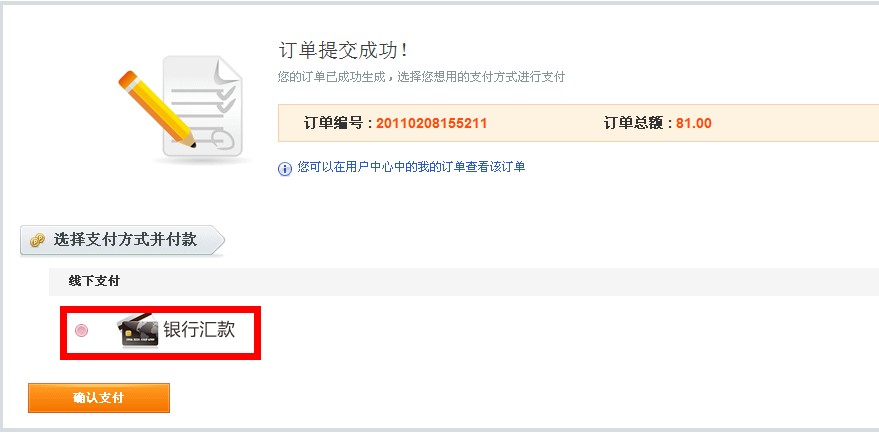 订单提交成功！
您的订单已成功生成，选择您想用的支付方式进行支付
订单编号：20110208155211 订单总额：81.00
您可以在用户中心中的我的订单查看该订单
选择支付方式并付款
线下支付
银行汇款
确认支付